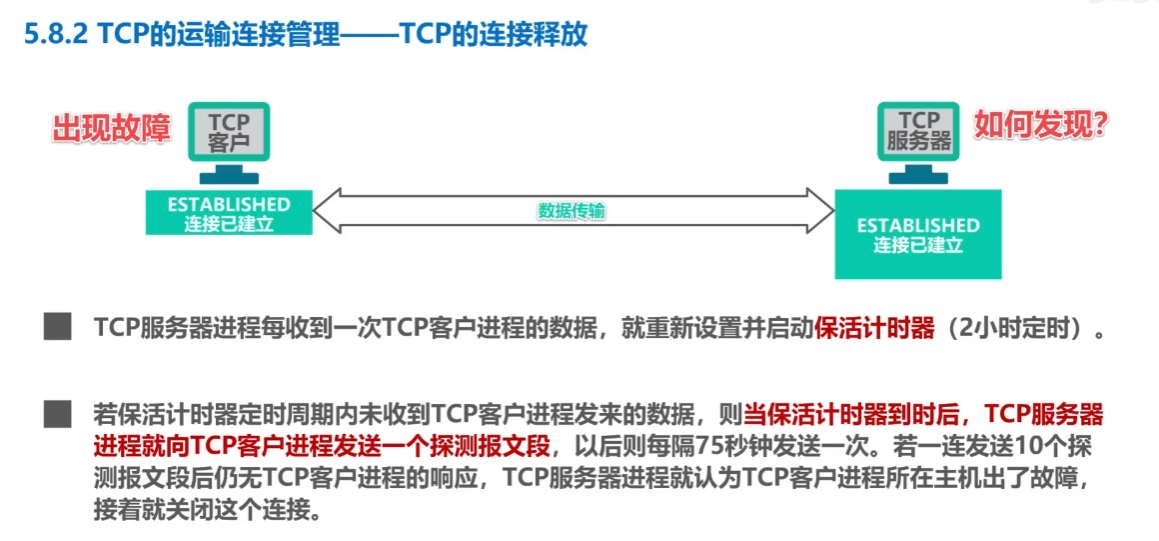 5.8.2 TCP的运输连接管理——TCP的连接释放
出现故障
TCP
客户
TCP
服务器
如何发现？
ESTABLISHED
连接已建立
数据传输
ESTABLISHED
连接已建立
TCP服务器进程每收到一次TCP客户进程的数据，就重新设置并启动保活计时器（2小时定时）。
若保活计时器定时周期内未收到TCP客户进程发来的数据，则当保活计时器到时后，TCP服务器
进程就向TCP客户进程发送一个探测报文段，以后则每隔75秒钟发送一次。若一连发送10个探
测报文段后仍无TCP客户进程的响应，TCP服务器进程就认为TCP客户进程所在主机出了故障，
接着就关闭这个连接。